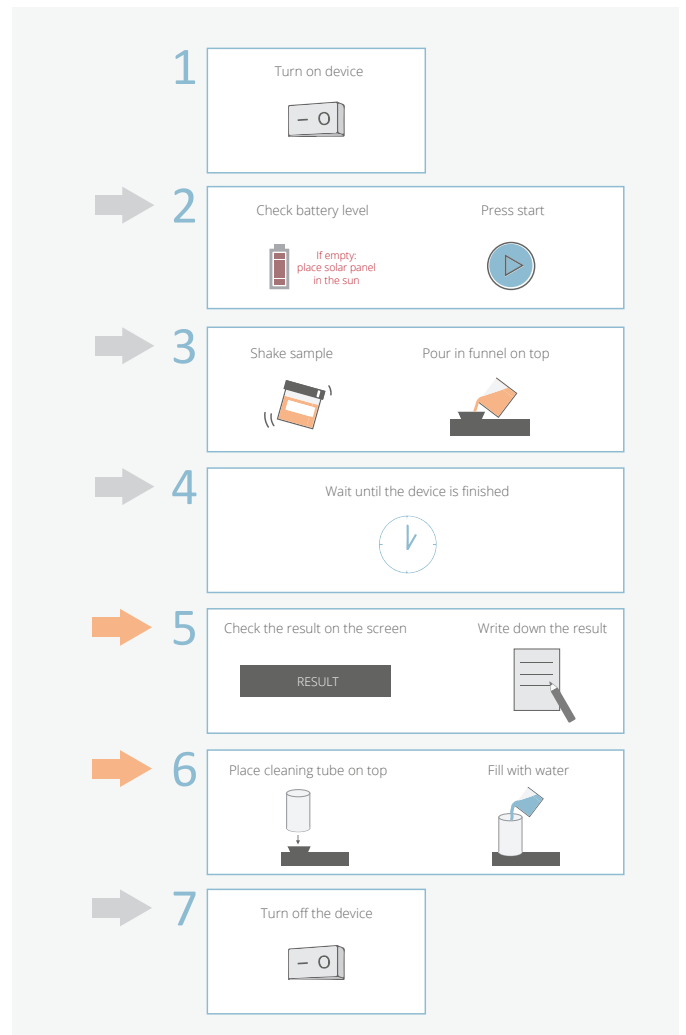 1
Turn on device
– O
2
Check battery level
Press start
If empty:
place solar panel
in the sun
3
Shake sample
Pour in funnel on top
4
Wait until the device is finished
5
Check the result on the screen
Write down the result
RESULT
6
Place cleaning tube on top
Fill with water
7
Turn off the device
– O